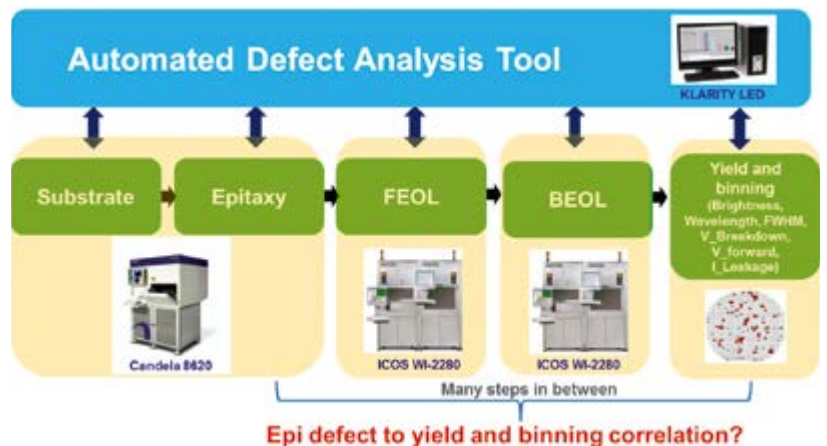 Automated Defect Analysis Tool
KLARITY LED
Substrate
Epitaxy
FEOL
BEOL
Yield and
binning
(Brightness,
Wavelength, FWHM,
V_Breakdown,
V_forward,
I_Leakage)
Candela 8620
ICOS WI-2280
ICOS WI-2280
Many steps in between
Epi defect to yield and binning correlation?